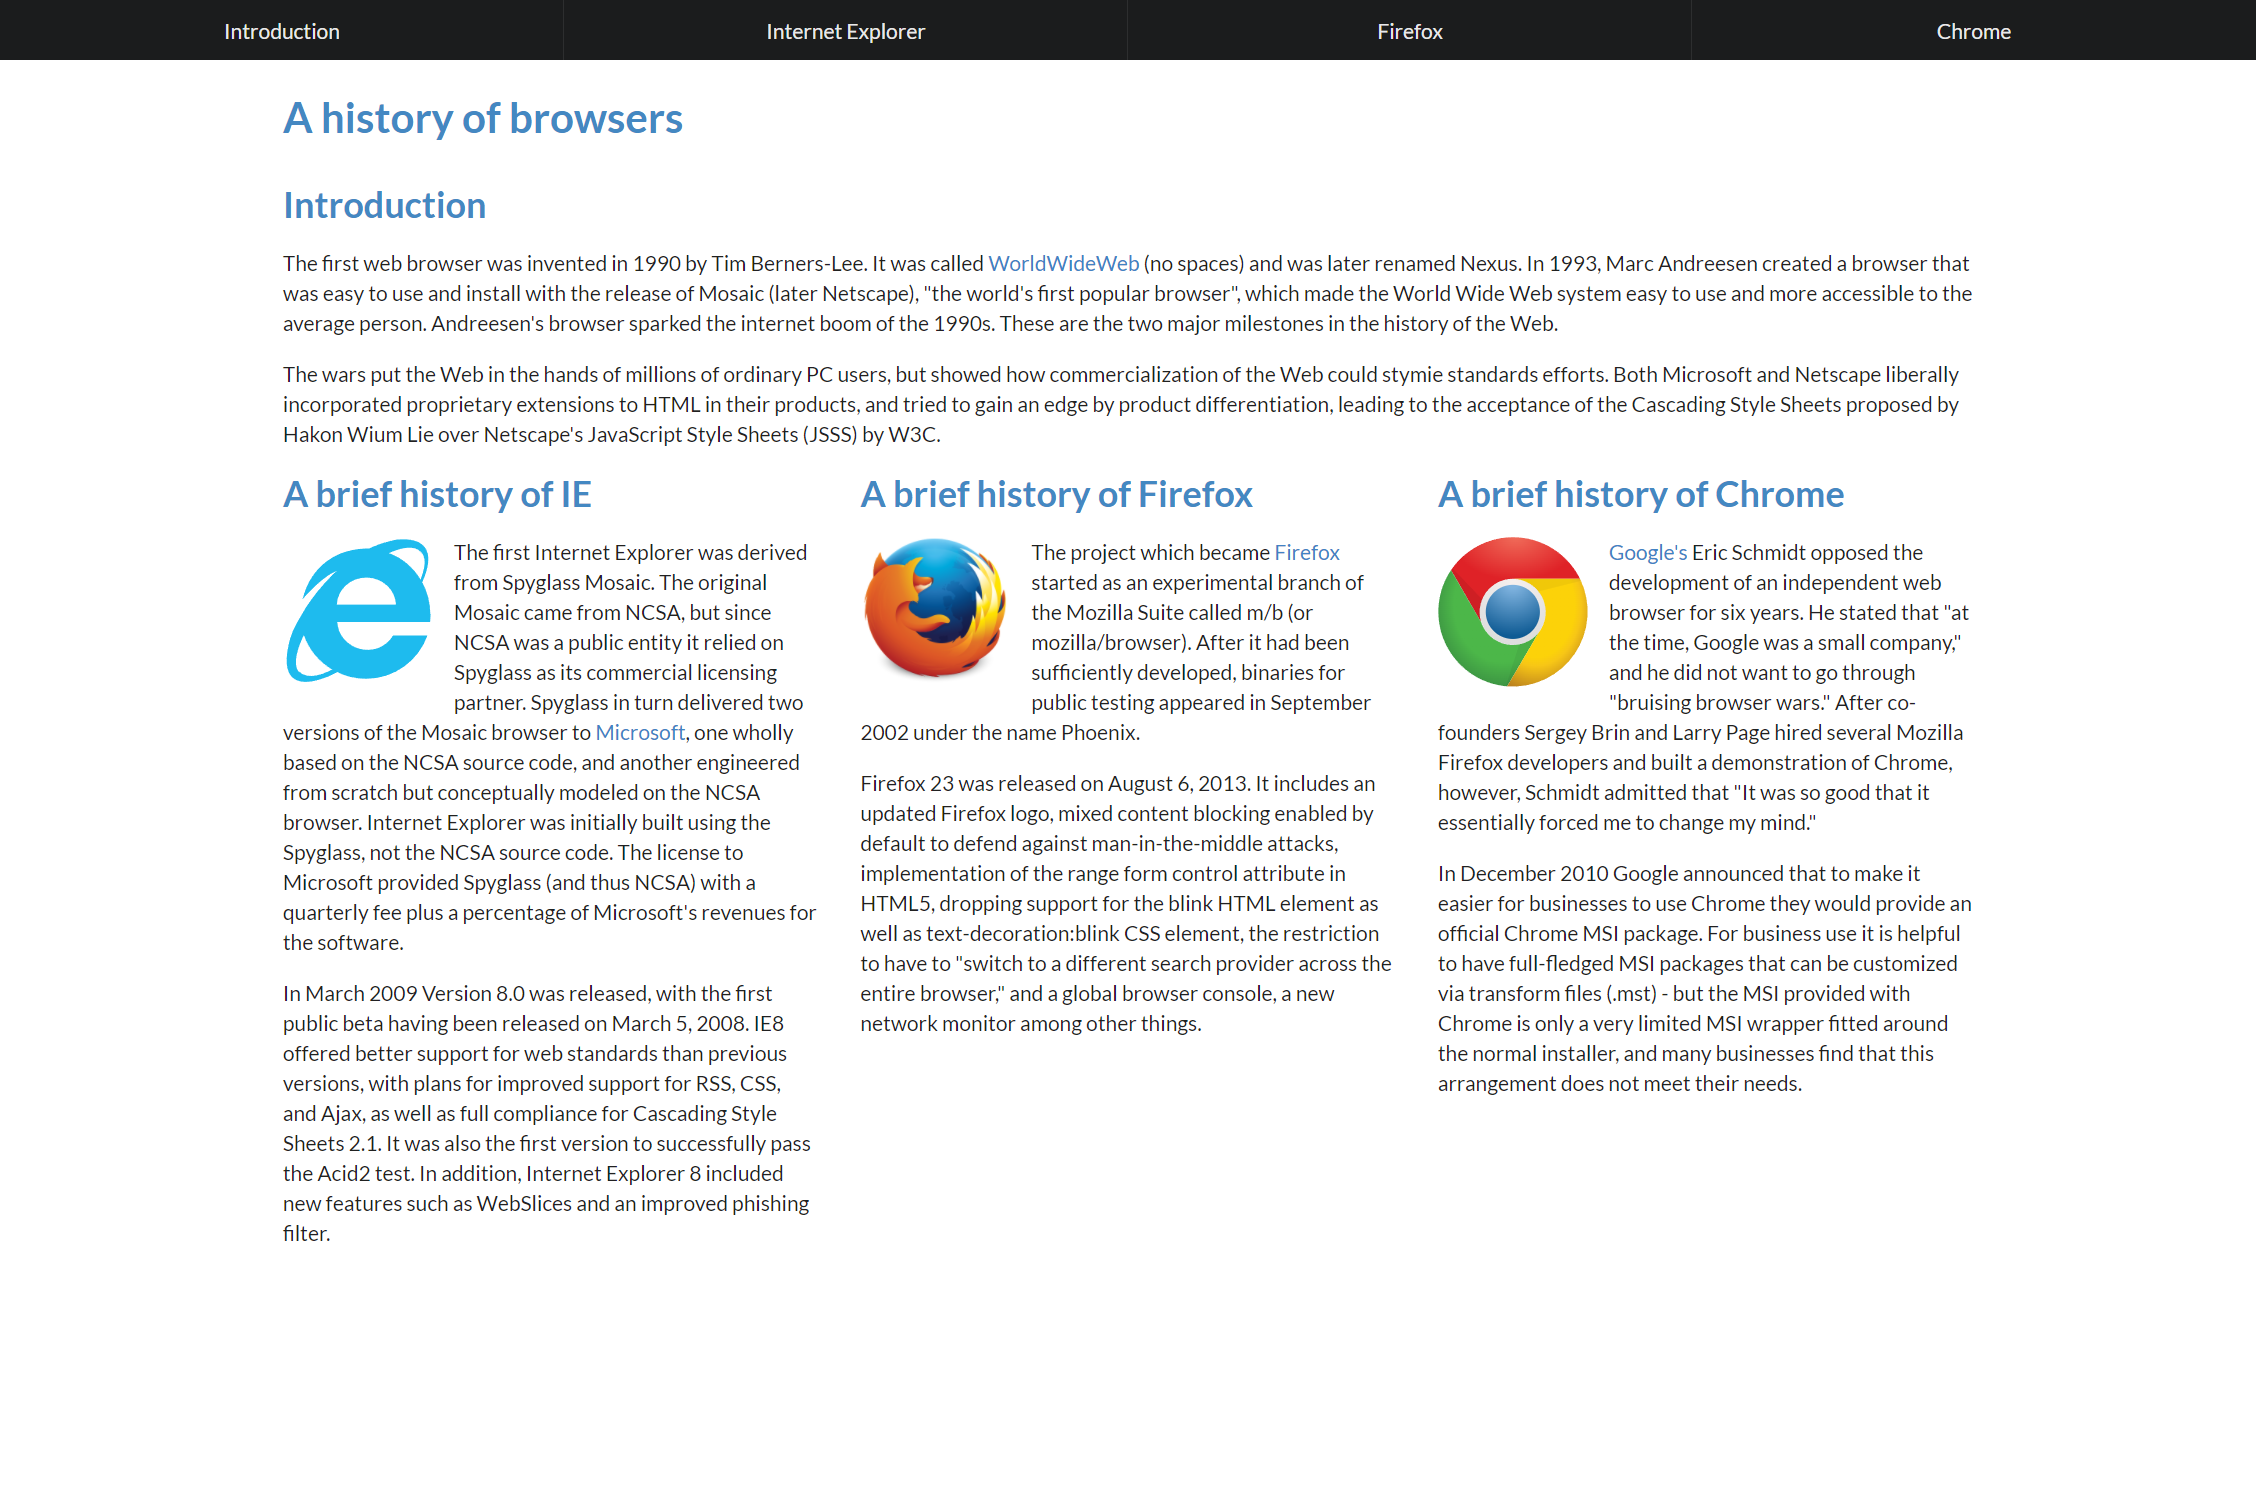 Introduction
Internet Explorer
Firefox
Chrome
A history of browsers
Introduction
The first web browser was invented in 1990 by Tim Berners-Lee. It was called WorldWideWeb (no spaces) and was later renamed Nexus. In 1993, Marc Andreesen created a browser that
was easy to use and install with the release of Mosaic (later Netscape), "the world's first popular browser", which made the World Wide Web system easy to use and more accessible to the
average person. Andreesen's browser sparked the internet boom of the 1990s. These are the two major milestones in the history of the Web.
The wars put the Web in the hands of millions of ordinary PC users, but showed how commercialization of the Web could stymie standards efforts. Both Microsoft and Netscape liberally
incorporated proprietary extensions to HTML in their products, and tried to gain an edge by product differentiation, leading to the acceptance of the Cascading Style Sheets proposed by
Hakon Wium Lie over Netscape's JavaScript Style Sheets (JSSS) by W3C.
A brief history of IE
The first Internet Explorer was derived
from Spyglass Mosaic. The original
Mosaic came from NCSA, but since
NCSA was a public entity it relied on
Spyglass as its commercial licensing
partner. Spyglass in turn delivered two
versions of the Mosaic browser to Microsoft, one wholly
based on the NCSA source code, and another engineered
from scratch but conceptually modeled on the NCSA
browser. Internet Explorer was initially built using the
Spyglass, not the NCSA source code. The license to
Microsoft provided Spyglass (and thus NCSA) with a
quarterly fee plus a percentage of Microsoft's revenues for
the software.
In March 2009 Version 8.0 was released, with the first
public beta having been released on March 5, 2008. IE8
offered better support for web standards than previous
versions, with plans for improved support for RSS, CSS,
and Ajax, as well as full compliance for Cascading Style
Sheets 2.1. It was also the first version to successfully pass
the Acid2 test. In addition, Internet Explorer 8 included
new features such as WebSlices and an improved phishing
filter.
A brief history of Firefox
The project which became Firefox
started as an experimental branch of
the Mozilla Suite called m/b (or
mozilla/browser). After it had been
sufficiently developed, binaries for
public testing appeared in September
2002 under the name Phoenix.
Firefox 23 was released on August 6, 2013. It includes an
updated Firefox logo, mixed content blocking enabled by
default to defend against man-in-the-middle attacks,
implementation of the range form control attribute in
HTML5, dropping support for the blink HTML element as
well as text-decoration:blink CSS element, the restriction
to have to "switch to a different search provider across the
entire browser," and a global browser console, a new
network monitor among other things.
A brief history of Chrome
Google's Eric Schmidt opposed the
development of an independent web
browser for six years. He stated that "at
the time, Google was a small company,"
and he did not want to go through
"bruising browser wars." After co-
founders Sergey Brin and Larry Page hired several Mozilla
Firefox developers and built a demonstration of Chrome,
however, Schmidt admitted that "It was so good that it
essentially forced me to change my mind."
In December 2010 Google announced that to make it
easier for businesses to use Chrome they would provide an
official Chrome MSI package. For business use it is helpful
to have full-fledged MSI packages that can be customized
via transform files (.mst) - but the MSI provided with
Chrome is only a very limited MSI wrapper fitted around
the normal installer, and many businesses find that this
arrangement does not meet their needs.